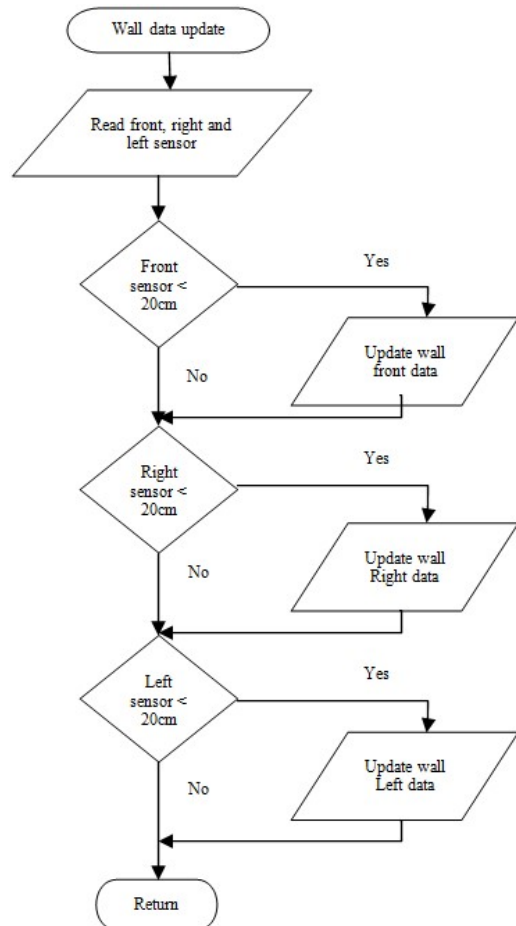 Wall data update
Read front, right and
left sensor
Front
sensor <
20cm
Yes
Update wall
front data
No
Right
sensor <
20cm
Yes
Update wall
Right data
No
Left
sensor <
20cm
Yes
Update wall
Left data
No
Return